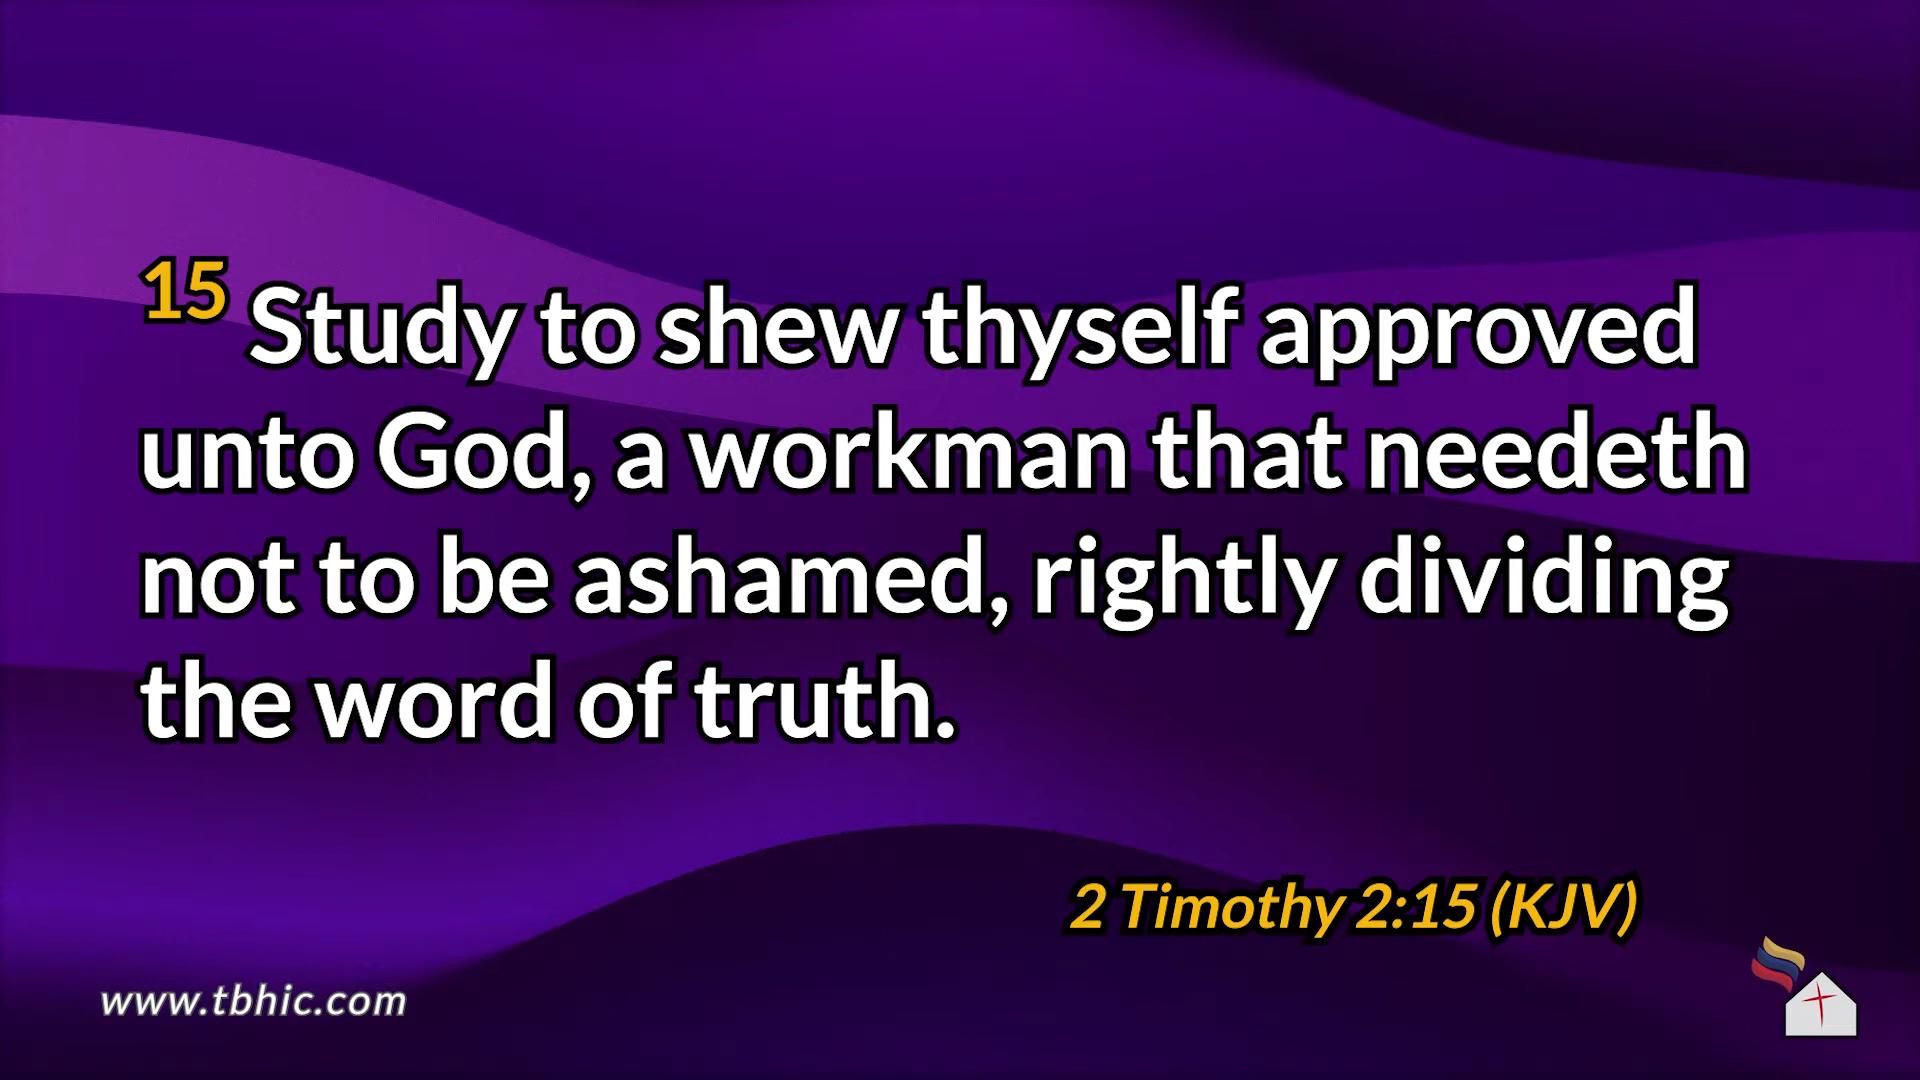 15 Study to shew thyself approved
unto God, a workman that needeth
not to be ashamed, rightly dividing
the word of truth.
2 Timothy 2:15 (KJV)
www.tbhic.com